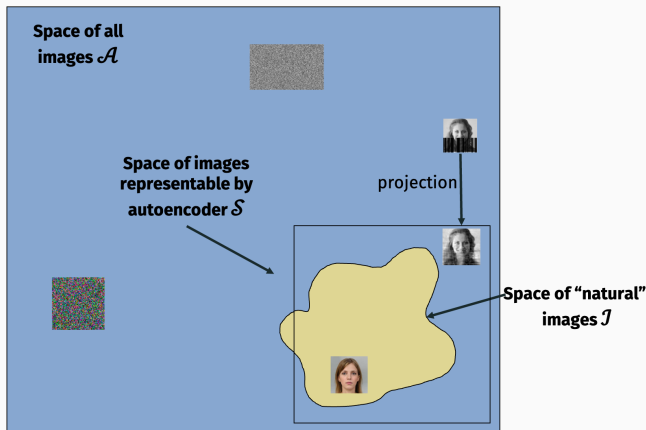 Space of all
images 𝒜
Space of images
representable by
autoencoder 𝒮
projection
Space of “natural”
images ℐ